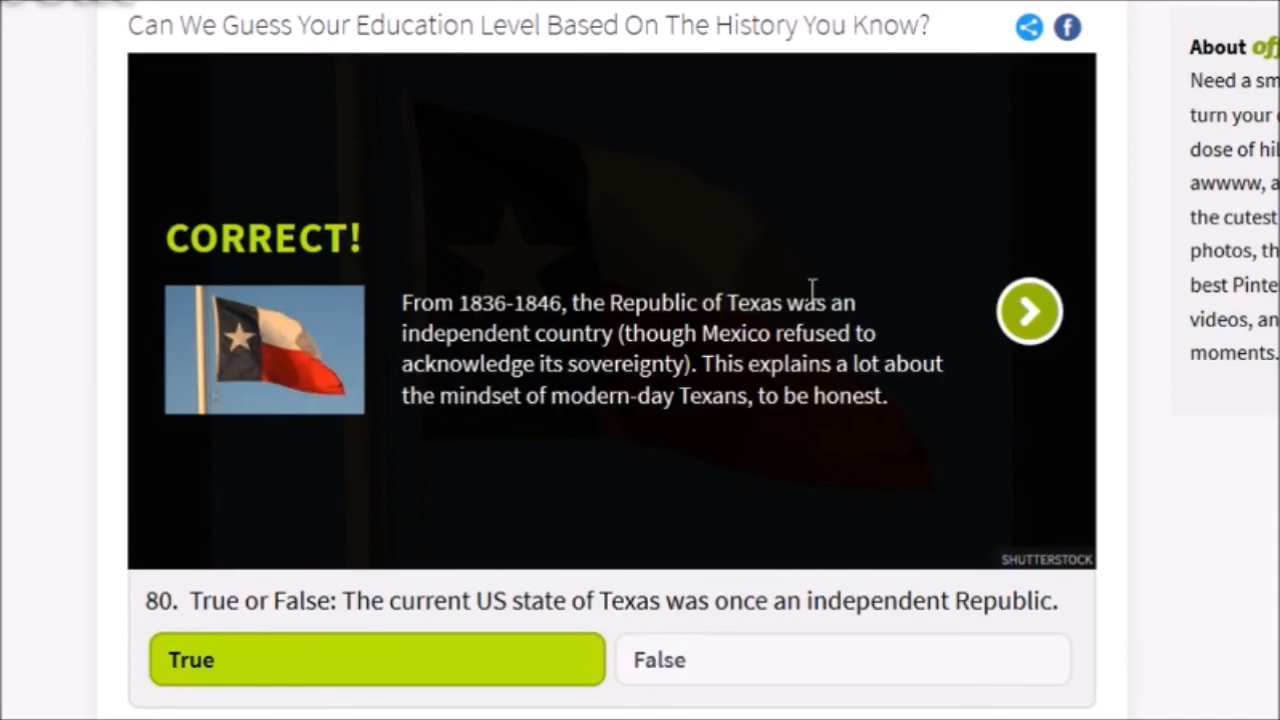 Can We Guess Your Education Level Based On The History You Know?
CORRECT!
From 1836-1846, the Republic of Texas was an
independent country (though Mexico refused to
acknowledge its sovereignty). This explains a lot about
the mindset of modern-day Texans, to be honest.
SHUTTERSTOCK
80. True or False: The current US state of Texas was once an independent Republic.
True
False
About off
Need a sm
turn your
dose of hil
awwww, a
the cutest
photos, th
best Pinte
videos, an
moments.